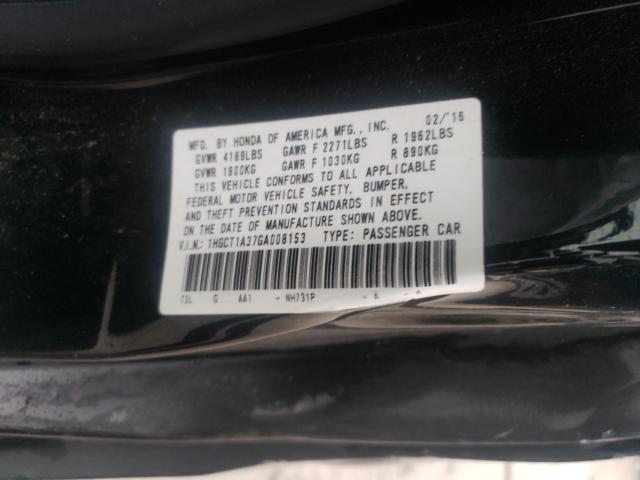 MFD. BY HONDA OF AMERICA MFG., INC. 02/'16
GVWR 4189LBS GAWR F 2271LBS R 1962LBS
GVWR 1900KG GAWR F 1030KG R 890KG
THIS VEHICLE CONFORMS TO ALL APPLICABLE
FEDERAL MOTOR VEHICLE SAFETY, BUMPER,
AND THEFT PREVENTION STANDARDS IN EFFECT
ON THE DATE OF MANUFACTURE SHOWN ABOVE.
V.I.N.: 1HGCT1A37GA008153 TYPE: PASSENGER CAR
T3L G AA1 - NH731P - A - A